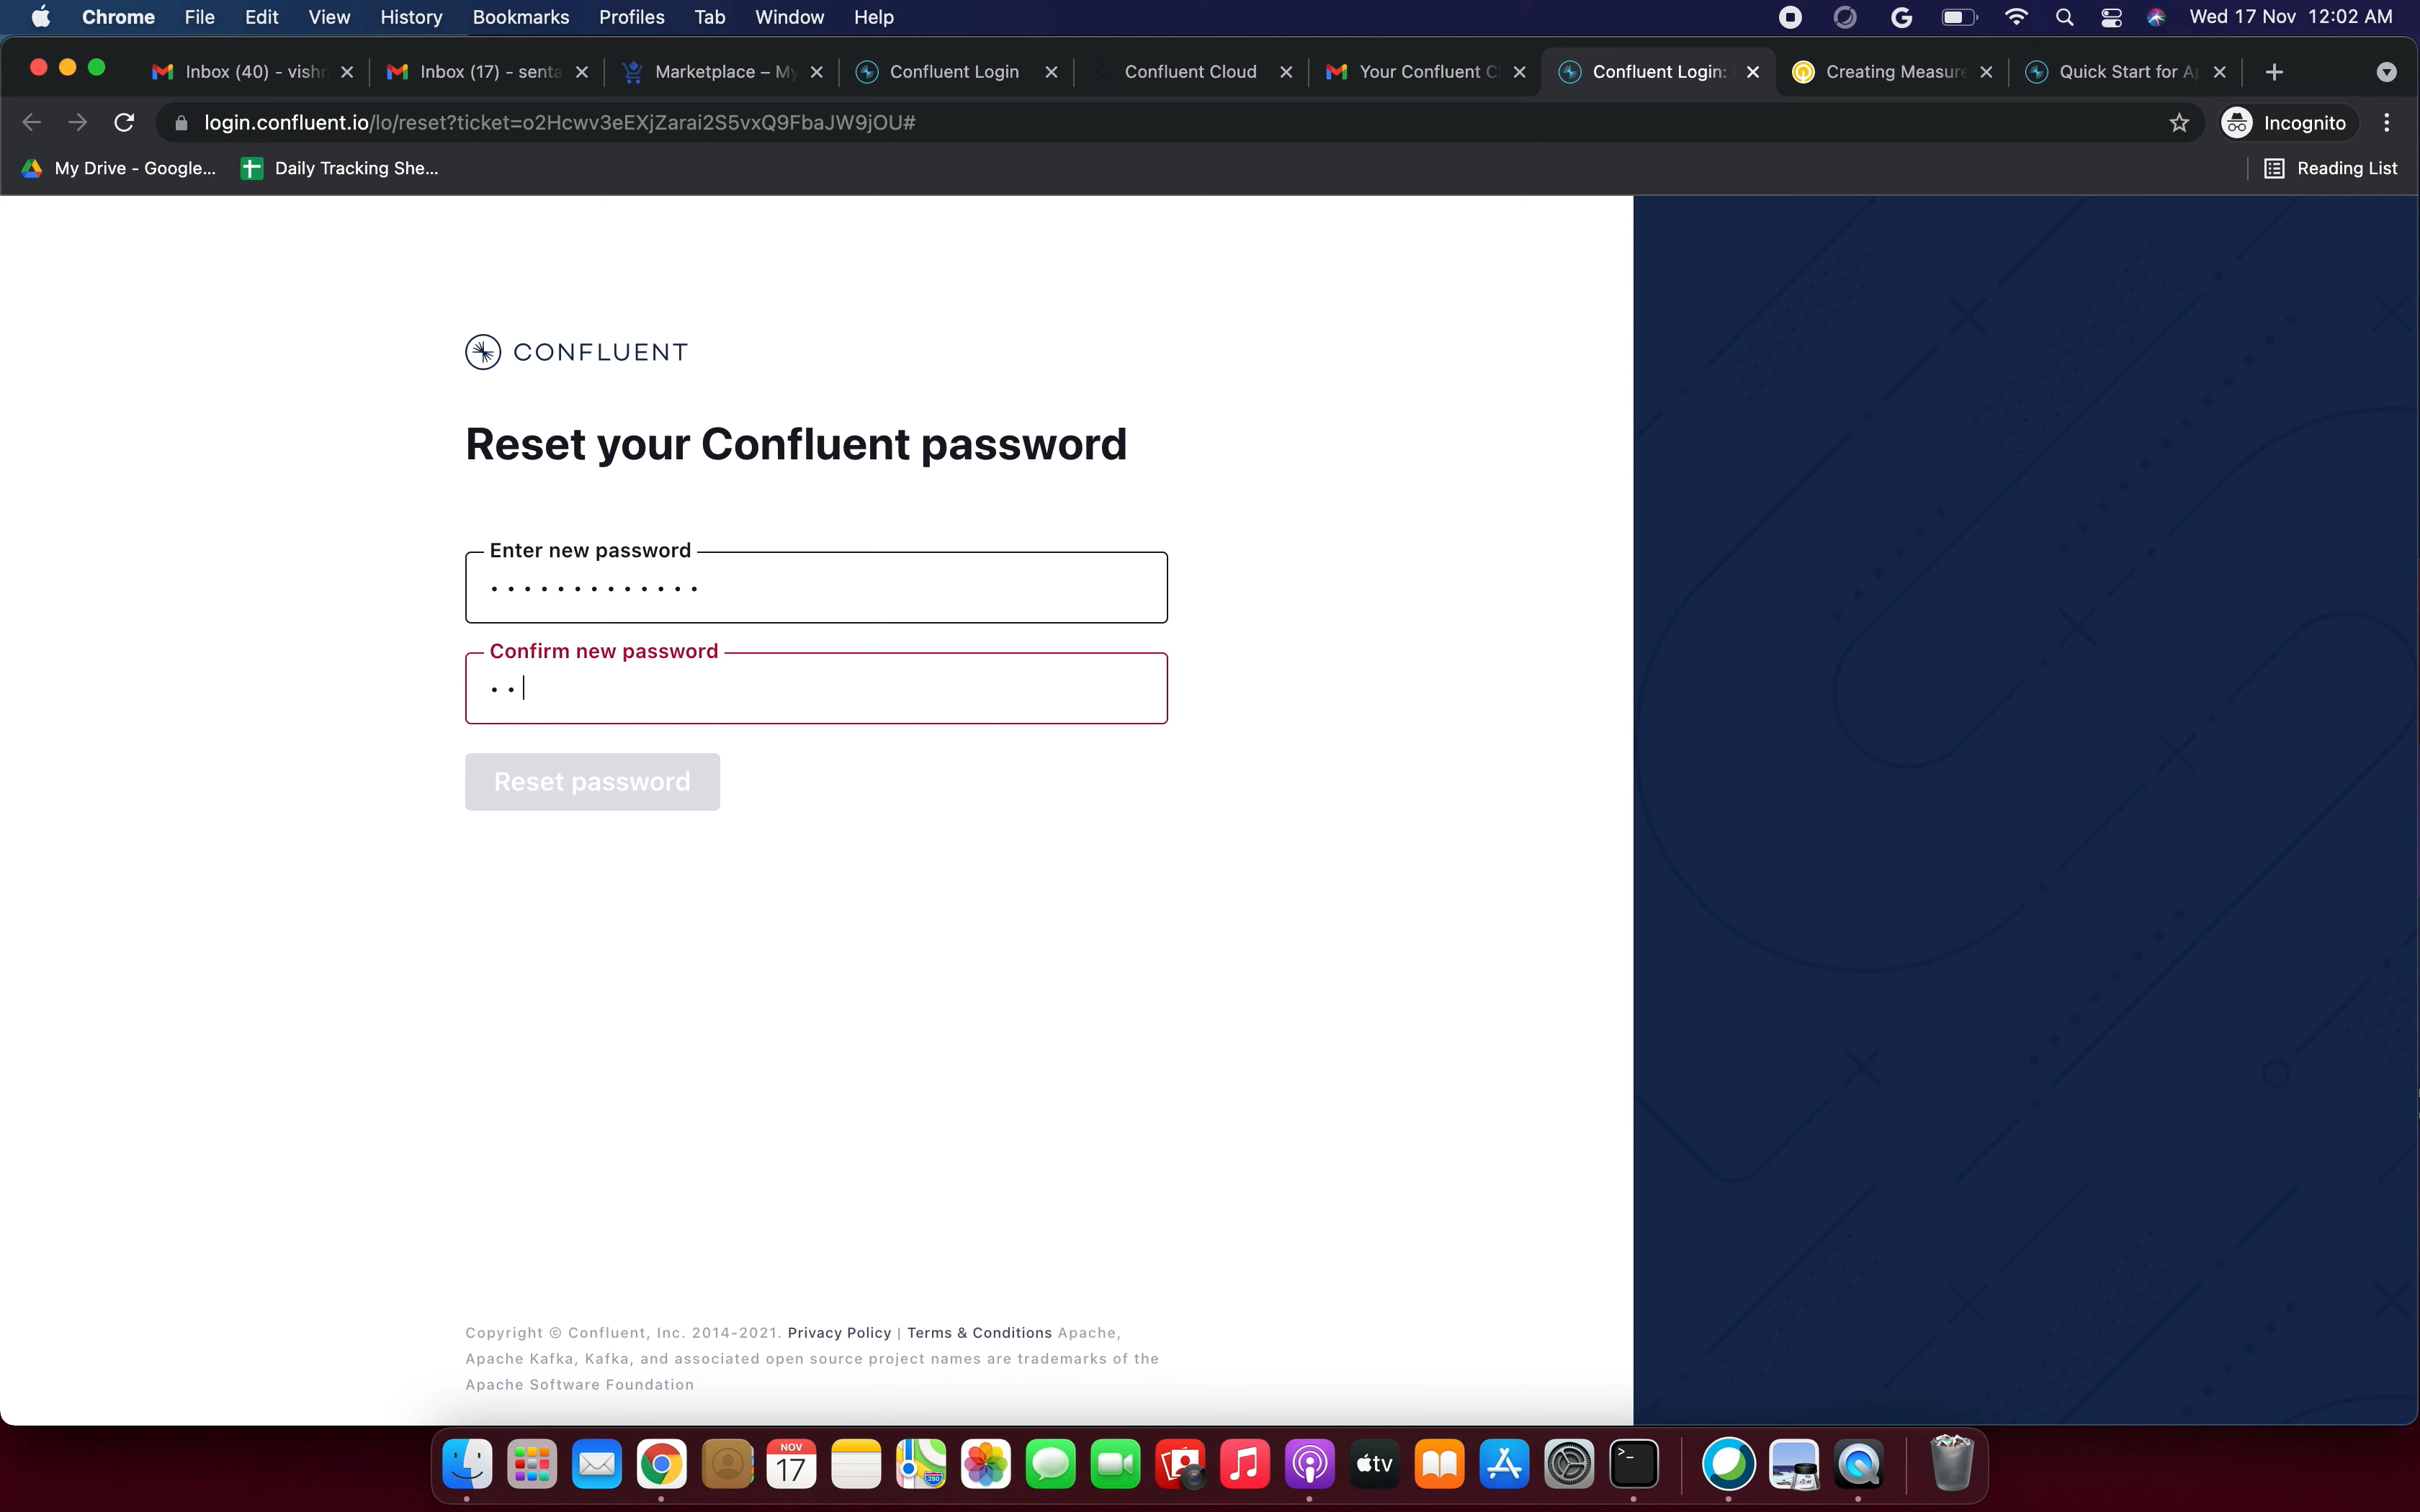 Chrome File Edit View History Bookmarks Profiles Tab Window Help Wed 17 Nov 12:02 AM
Inbox (40) - vishr Inbox (17) - senta Marketplace – My Confluent Login Confluent Cloud Your Confluent Cl Confluent Login: Creating Measure Quick Start for Ap
login.confluent.io/lo/reset?ticket=o2Hcwv3eEXjZarai2S5vxQ9FbaJW9jOU# Incognito
My Drive - Google... Daily Tracking She... Reading List
CONFLUENT
Reset your Confluent password
Enter new password
Confirm new password
Reset password
Copyright © Confluent, Inc. 2014-2021. Privacy Policy | Terms & Conditions Apache,
Apache Kafka, Kafka, and associated open source project names are trademarks of the
Apache Software Foundation
NOV
17
280
tv
>_